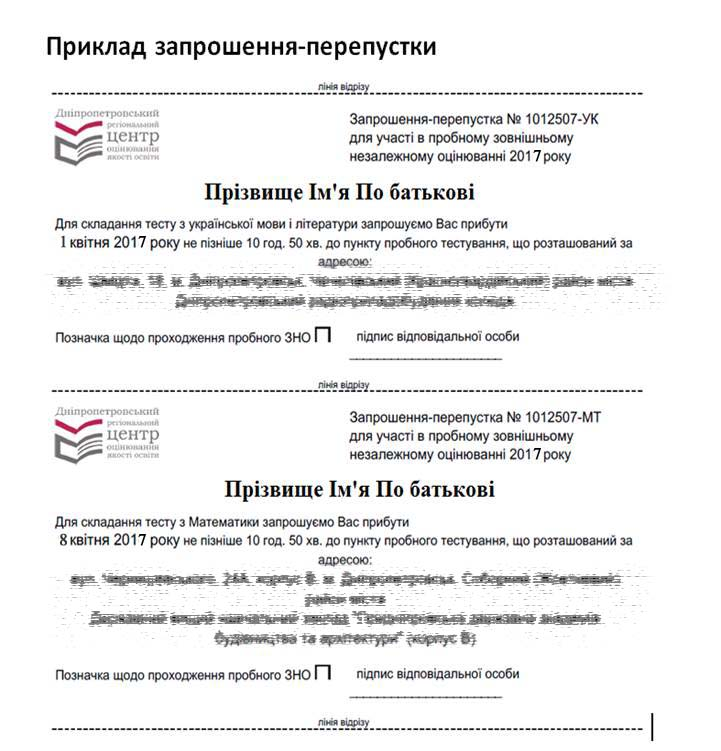 Приклад запрошення-перепустки
лінія відрізу
Дніпропетровський
регіональний
центр
оцінювання
якості освіти
Запрошення-перепустка № 1012507-УК
для участі в пробному зовнішньому
незалежному оцінюванні 2017 року
Прізвище Ім'я По батькові
Для складання тесту з української мови і літератури запрошуємо Вас прибути
1 квітня 2017 року не пізніше 10 год. 50 хв. до пункту пробного тестування, що розташований за
адресою:
Позначка щодо проходження пробного ЗНО
підпис відповідальної особи
лінія відрізу
Дніпропетровський
регіональний
центр
оцінювання
якості освіти
Запрошення-перепустка № 1012507-МТ
для участі в пробному зовнішньому
незалежному оцінюванні 2017 року
Прізвище Ім'я По батькові
Для складання тесту з Математики запрошуємо Вас прибути
8 квітня 2017 року не пізніше 10 год. 50 хв. до пункту пробного тестування, що розташований за
адресою:
будівництва та архітектури" (корпус В)
Позначка щодо проходження пробного ЗНО
підпис відповідальної особи
лінія відрізу